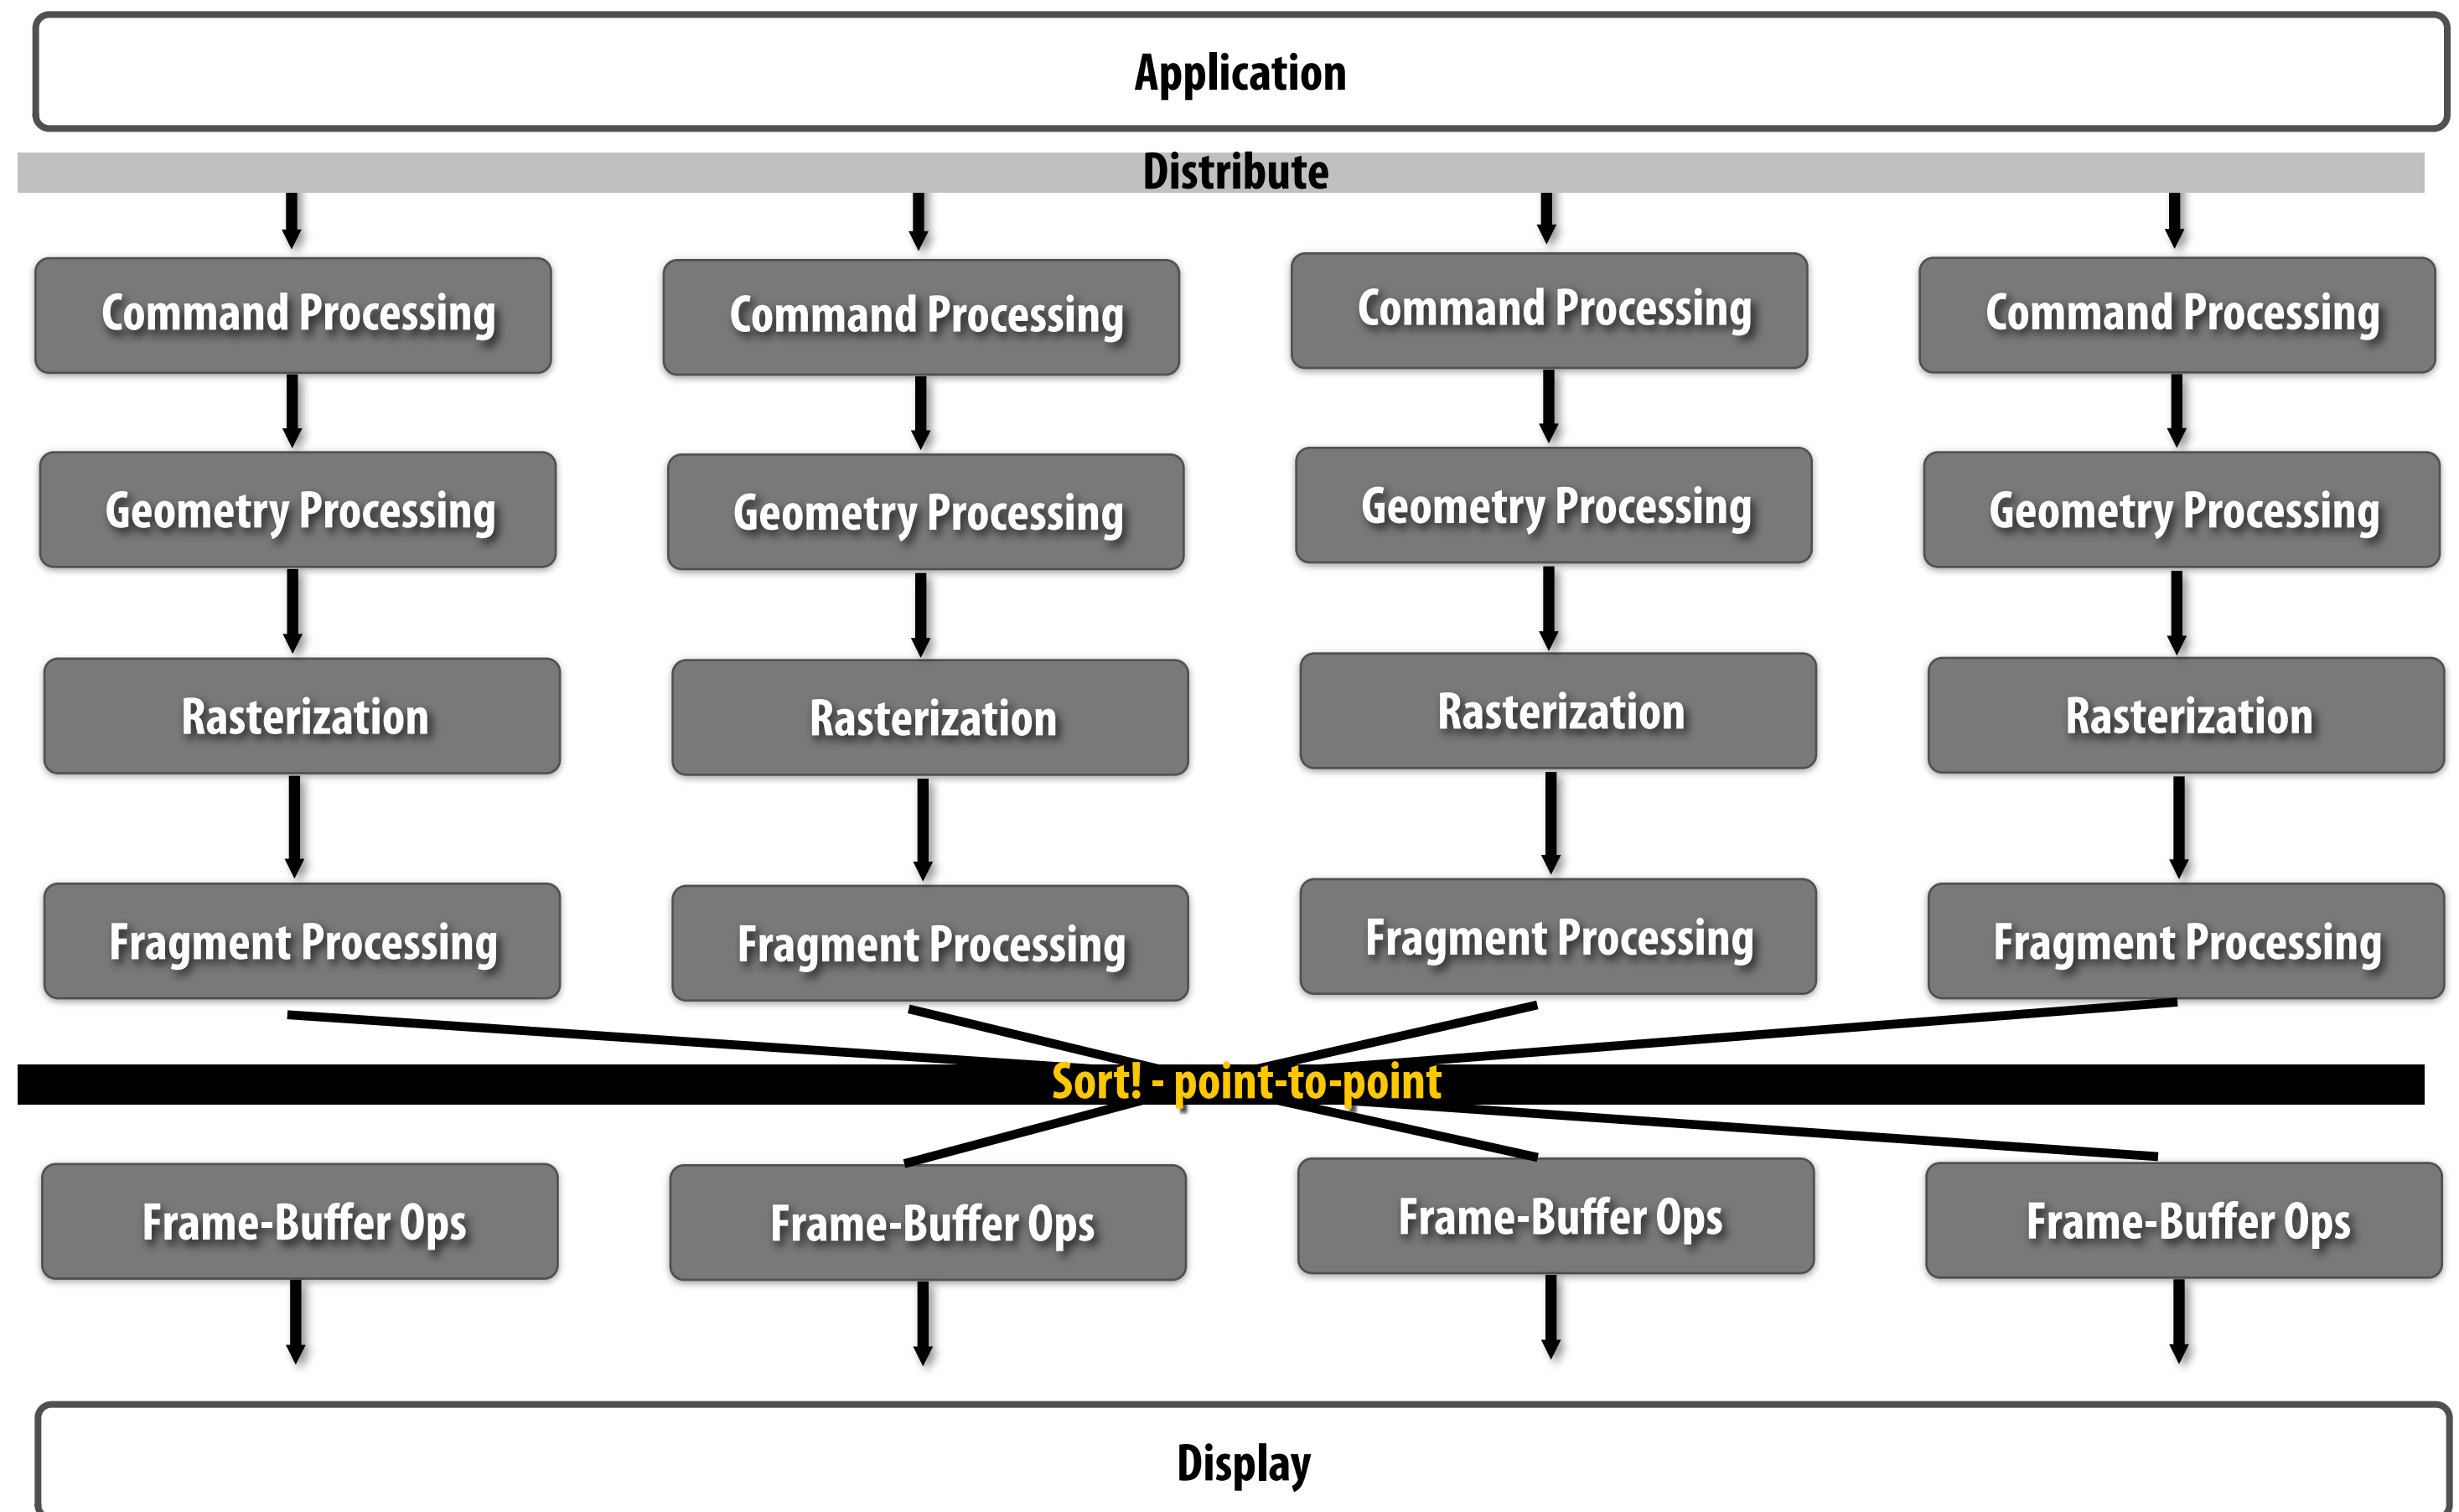 Application
Distribute
Command Processing
Command Processing
Command Processing
Command Processing
Geometry Processing
Geometry Processing
Geometry Processing
Geometry Processing
Rasterization
Rasterization
Rasterization
Rasterization
Fragment Processing
Fragment Processing
Fragment Processing
Fragment Processing
Sort! - point-to-point
Frame-Buffer Ops
Frame-Buffer Ops
Frame-Buffer Ops
Frame-Buffer Ops
Display